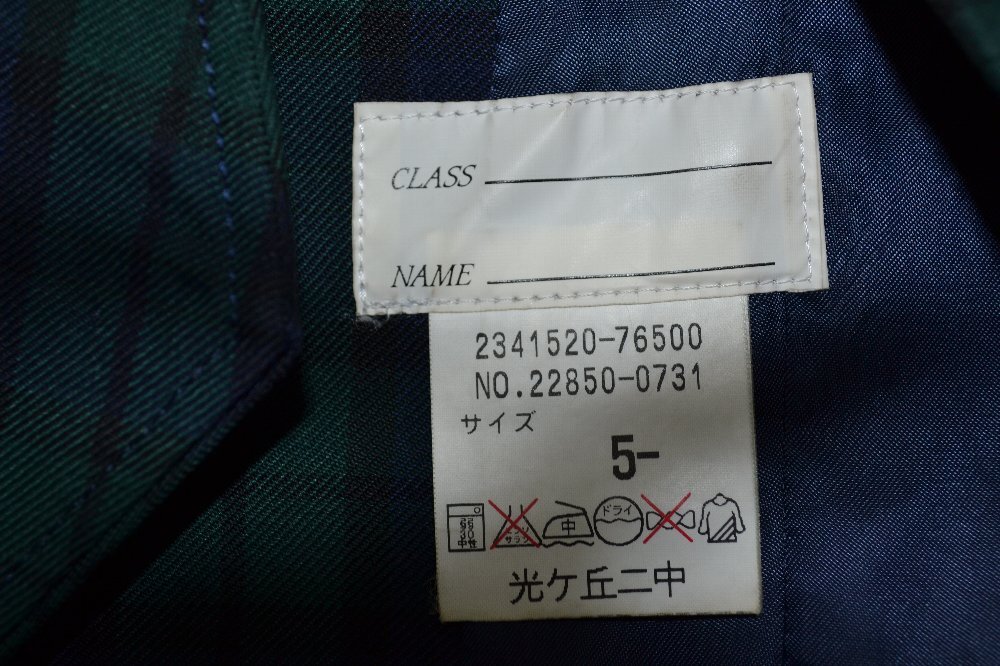 CLASS
NAME
2341520-76500
NO.22850-0731
サイズ
5-
中 ドライ
光ケ丘二中